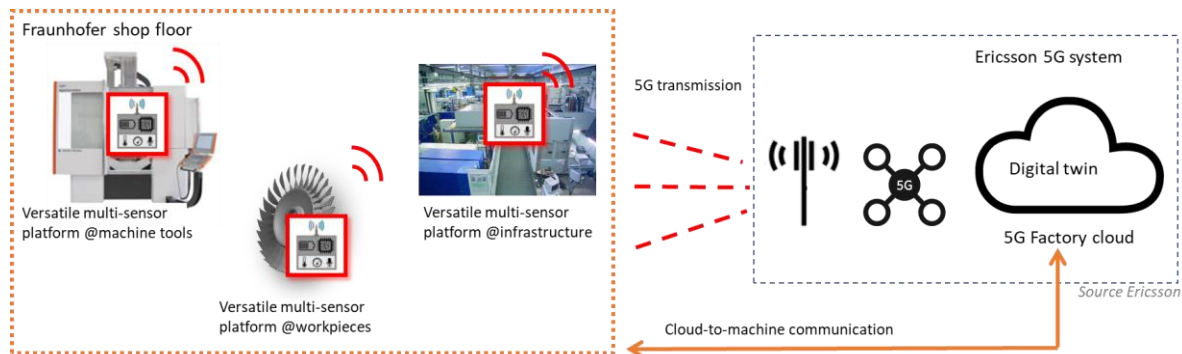 Fraunhofer shop floor
Versatile multi-sensor
platform @machine tools
Versatile multi-sensor
platform @workpieces
Versatile multi-sensor
platform @infrastructure
5G transmission
Ericsson 5G system
5G
Digital twin
5G Factory cloud
Source Ericsson
Cloud-to-machine communication